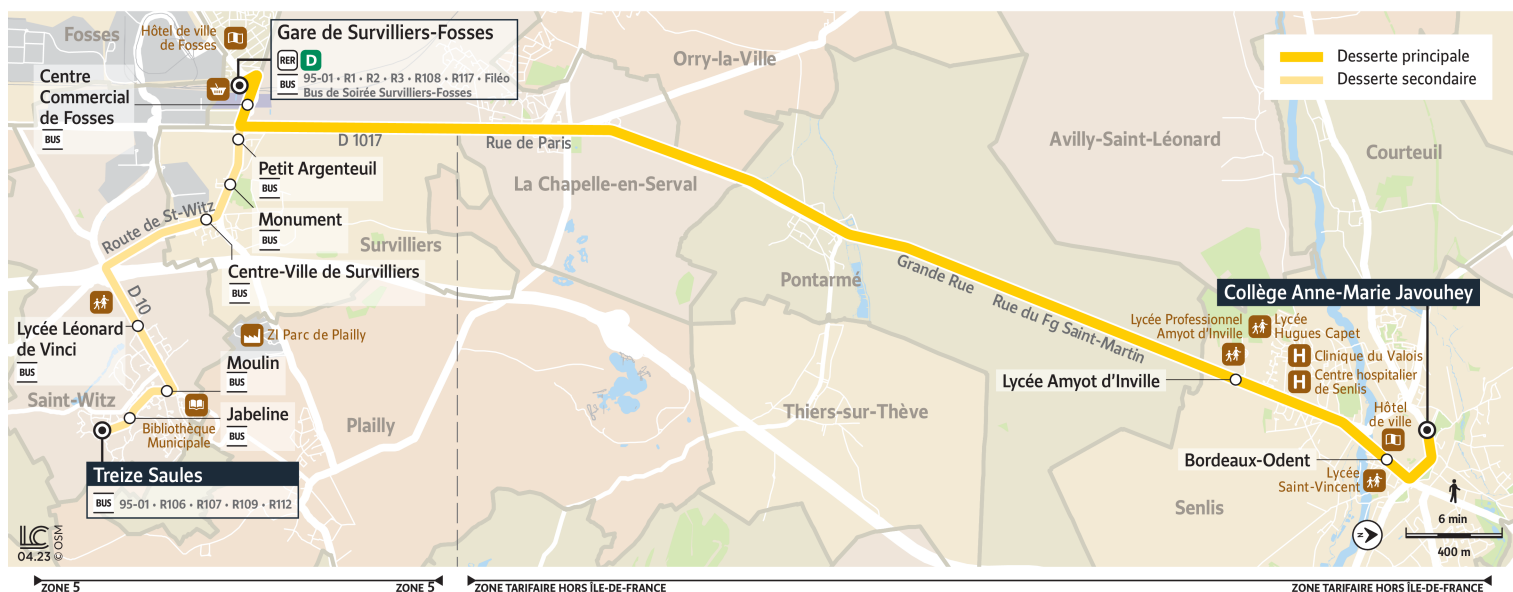 Fosses
Hôtel de ville
de Fosses
Gare de Survilliers-Fosses
RER D
BUS 95-01 • R1 • R2 • R3 • R108 • R117 • Filéo
Bus de Soirée Survilliers-Fosses
Centre
Commercial
de Fosses
BUS
Orry-la-Ville
Desserte principale
Desserte secondaire
D 1017
Rue de Paris
Avilly-Saint-Léonard
Courteuil
Petit Argenteuil
BUS
La Chapelle-en-Serval
Monument
BUS
Route de St-Witz
Survilliers
Centre-Ville de Survilliers
BUS
Pontarmé
Grande Rue
Rue du Fg Saint-Martin
Collège Anne-Marie Javouhey
D 10
Lycée Léonard
de Vinci
BUS
ZI Parc de Plailly
Lycée Professionnel
Amyot d'Inville
Lycée
Hugues Capet
H Clinique du Valois
H Centre hospitalier
de Senlis
Moulin
BUS
Lycée Amyot d'Inville
Saint-Witz
Jabeline
BUS
Bibliothèque
Municipale
Plailly
Thiers-sur-Thève
Hôtel
de ville
Bordeaux-Odent
Lycée
Saint-Vincent
Treize Saules
BUS 95-01 • R106 • R107 • R109 • R112
Senlis
LC
04.23 © OSM
N
6 min
400 m
ZONE 5
ZONE 5
ZONE TARIFAIRE HORS ÎLE-DE-FRANCE
ZONE TARIFAIRE HORS ÎLE-DE-FRANCE